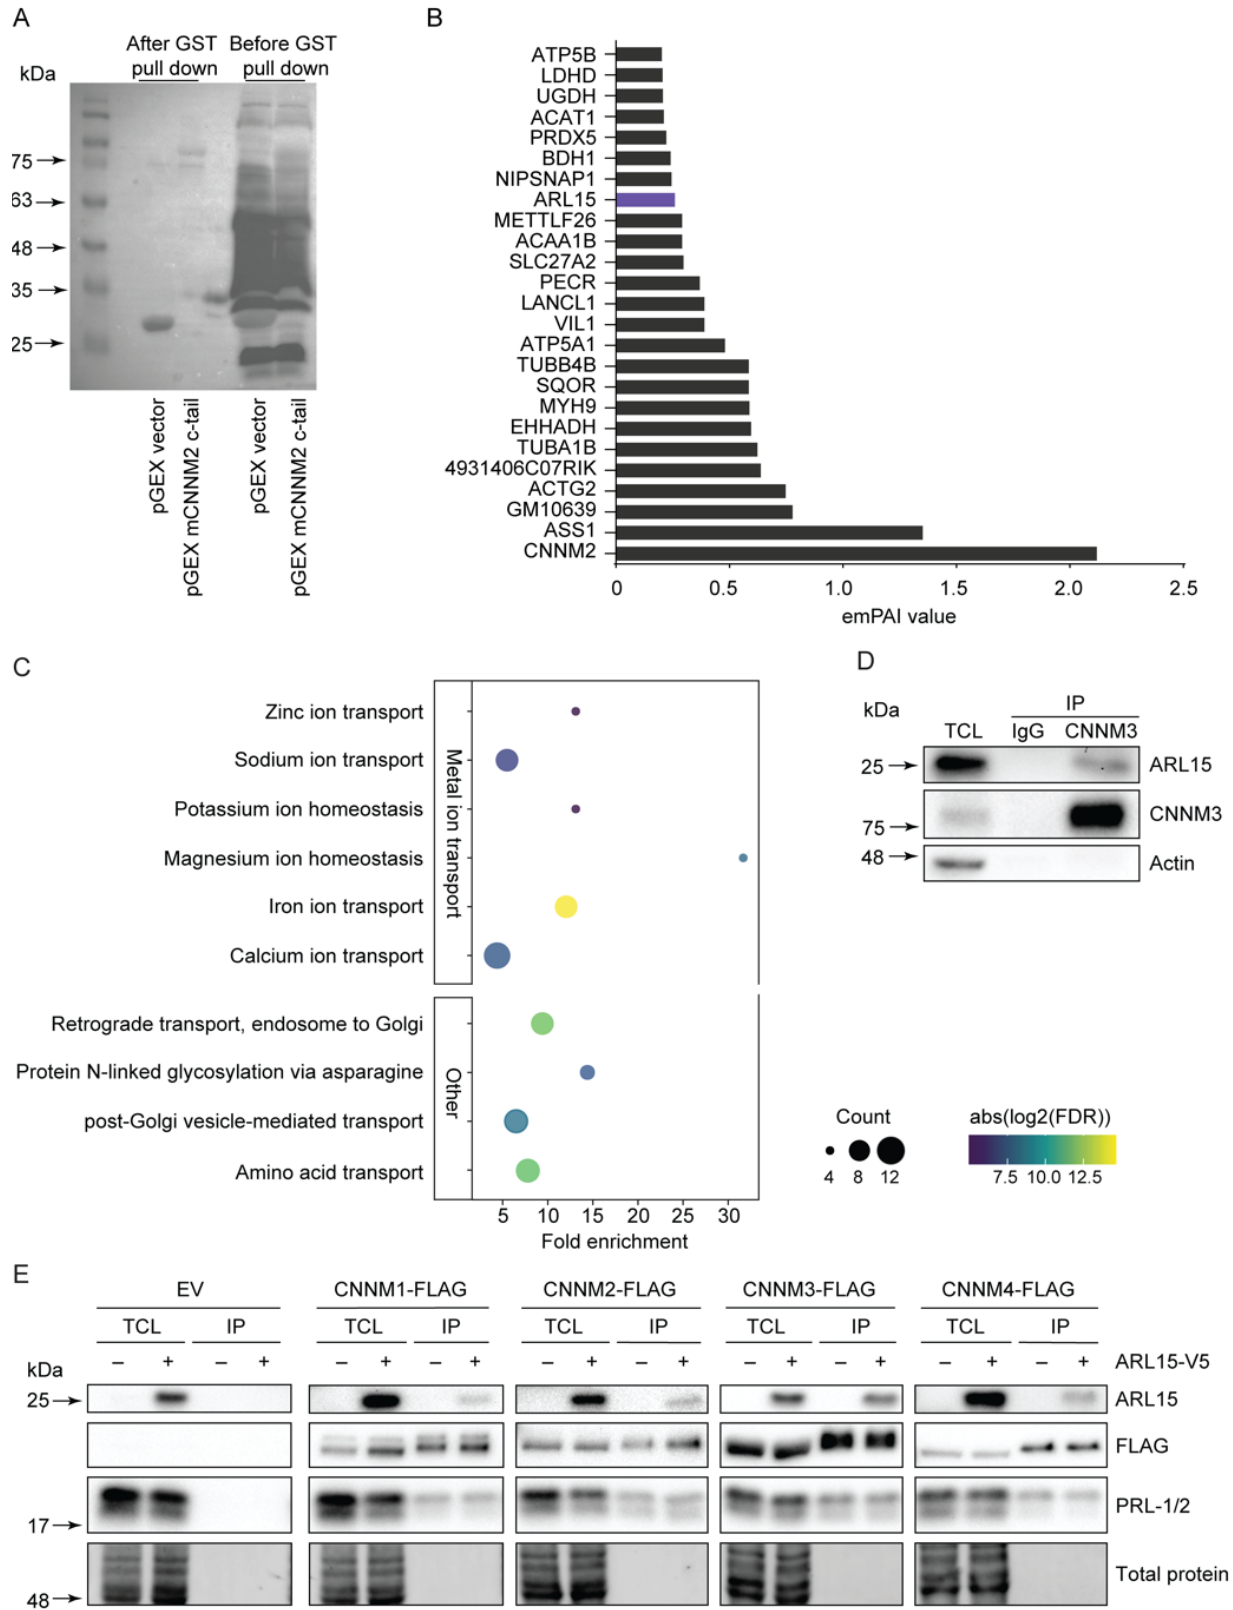 A
After GST pull down
Before GST pull down
kDa
75
63
48
35
25
pGEX vector
pGEX mCNNM2 c-tail
pGEX vector
pGEX mCNNM2 c-tail
B
ATP5B
LDHD
UGDH
ACAT1
PRDX5
BDH1
NIPSNAP1
ARL15
METTLF26
ACAA1B
SLC27A2
PECR
LANCL1
VIL1
ATP5A1
TUBB4B
SQOR
MYH9
EHHADH
TUBA1B
4931406C07RIK
ACTG2
GM10639
ASS1
CNNM2
0 0.5 1.0 1.5 2.0 2.5
emPAI value
C
Metal ion transport
Zinc ion transport
Sodium ion transport
Potassium ion homeostasis
Magnesium ion homeostasis
Iron ion transport
Calcium ion transport
Other
Retrograde transport, endosome to Golgi
Protein N-linked glycosylation via asparagine
post-Golgi vesicle-mediated transport
Amino acid transport
5 10 15 20 25 30
Fold enrichment
Count
4 8 12
abs(log2(FDR))
7.5 10.0 12.5
D
kDa
IP
TCL IgG CNNM3
25 ARL15
75 CNNM3
48 Actin
E
EV CNNM1-FLAG CNNM2-FLAG CNNM3-FLAG CNNM4-FLAG
TCL IP TCL IP TCL IP TCL IP TCL IP
– + – + – + – + – + – + – + – + – + – + ARL15-V5
kDa
25 ARL15
FLAG
PRL-1/2
17
Total protein
48